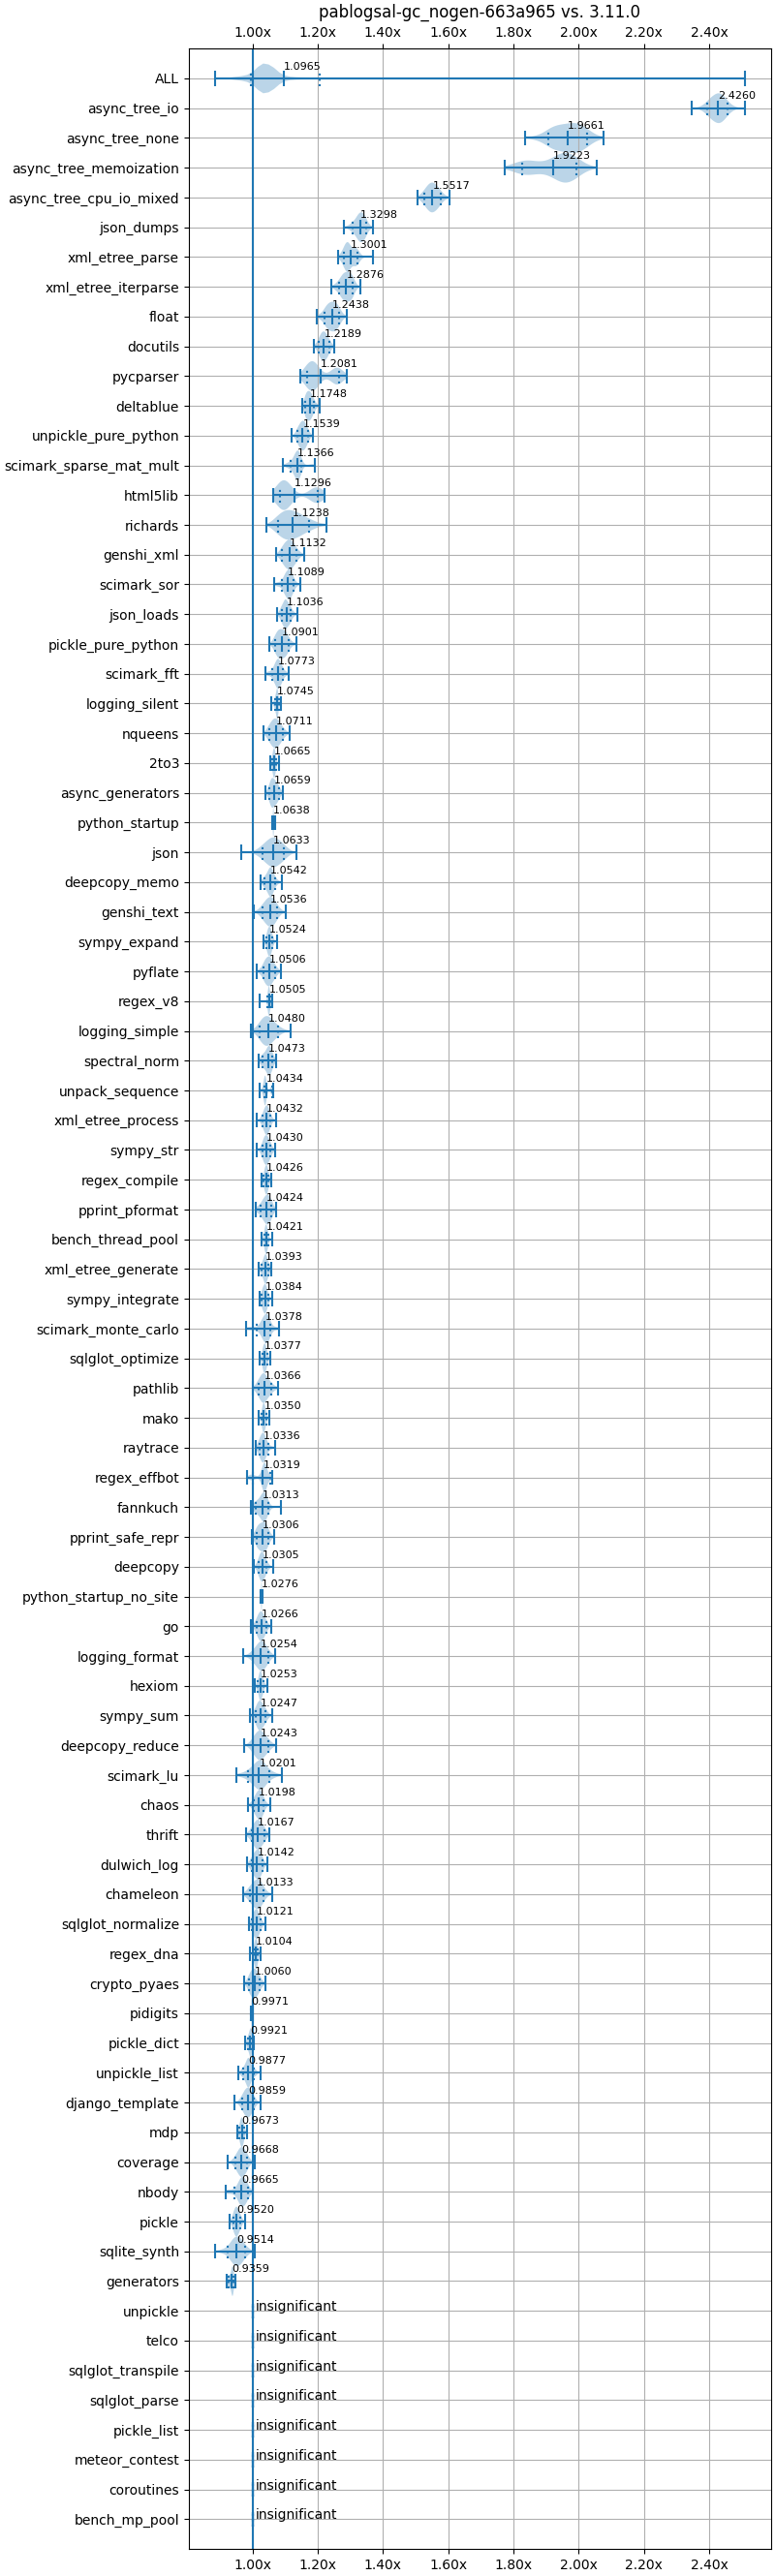 pablogsal-gc_nogen-663a965 vs. 3.11.0
1.00x 1.20x 1.40x 1.60x 1.80x 2.00x 2.20x 2.40x
ALL 1.0965
async_tree_io 2.4260
async_tree_none 1.9661
async_tree_memoization 1.9223
async_tree_cpu_io_mixed 1.5517
json_dumps 1.3298
xml_etree_parse 1.3001
xml_etree_iterparse 1.2876
float 1.2438
docutils 1.2189
pycparser 1.2081
deltablue 1.1748
unpickle_pure_python 1.1539
scimark_sparse_mat_mult 1.1366
html5lib 1.1296
richards 1.1238
genshi_xml 1.1132
scimark_sor 1.1089
json_loads 1.1036
pickle_pure_python 1.0901
scimark_fft 1.0773
logging_silent 1.0745
nqueens 1.0711
2to3 1.0665
async_generators 1.0659
python_startup 1.0638
json 1.0633
deepcopy_memo 1.0542
genshi_text 1.0536
sympy_expand 1.0524
pyflate 1.0506
regex_v8 1.0505
logging_simple 1.0480
spectral_norm 1.0473
unpack_sequence 1.0434
xml_etree_process 1.0432
sympy_str 1.0430
regex_compile 1.0426
pprint_pformat 1.0424
bench_thread_pool 1.0421
xml_etree_generate 1.0393
sympy_integrate 1.0384
scimark_monte_carlo 1.0378
sqlglot_optimize 1.0377
pathlib 1.0366
mako 1.0350
raytrace 1.0336
regex_effbot 1.0319
fannkuch 1.0313
pprint_safe_repr 1.0306
deepcopy 1.0305
python_startup_no_site 1.0276
go 1.0266
logging_format 1.0254
hexiom 1.0253
sympy_sum 1.0247
deepcopy_reduce 1.0243
scimark_lu 1.0201
chaos 1.0198
thrift 1.0167
dulwich_log 1.0142
chameleon 1.0133
sqlglot_normalize 1.0121
regex_dna 1.0104
crypto_pyaes 1.0060
pidigits 0.9971
pickle_dict 0.9921
unpickle_list 0.9877
django_template 0.9859
mdp 0.9673
coverage 0.9668
nbody 0.9665
pickle 0.9520
sqlite_synth 0.9514
generators 0.9359
unpickle insignificant
telco insignificant
sqlglot_transpile insignificant
sqlglot_parse insignificant
pickle_list insignificant
meteor_contest insignificant
coroutines insignificant
bench_mp_pool insignificant
1.00x 1.20x 1.40x 1.60x 1.80x 2.00x 2.20x 2.40x